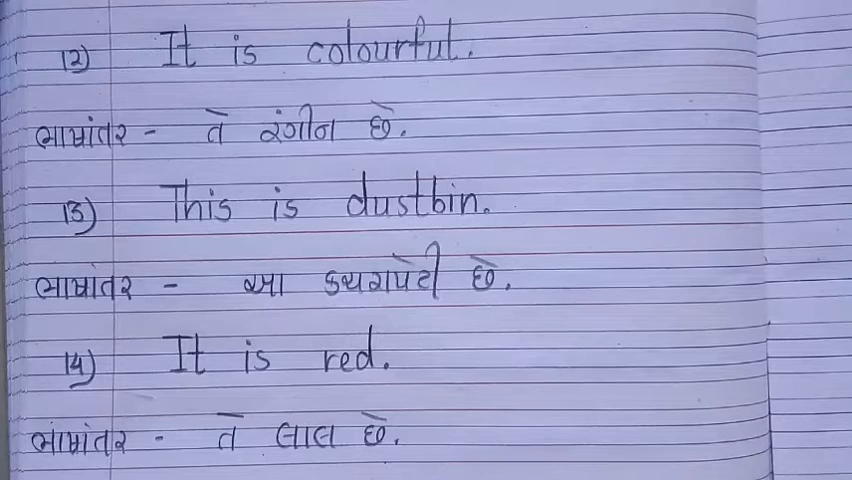 12) It is colourful.
ભાષાંતર - તે રંગીન છે.
13) This is dustbin.
ભાષાંતર - આ કચરાપેટી છે.
14) It is red.
ભાષાંતર - તે લાલ છે.